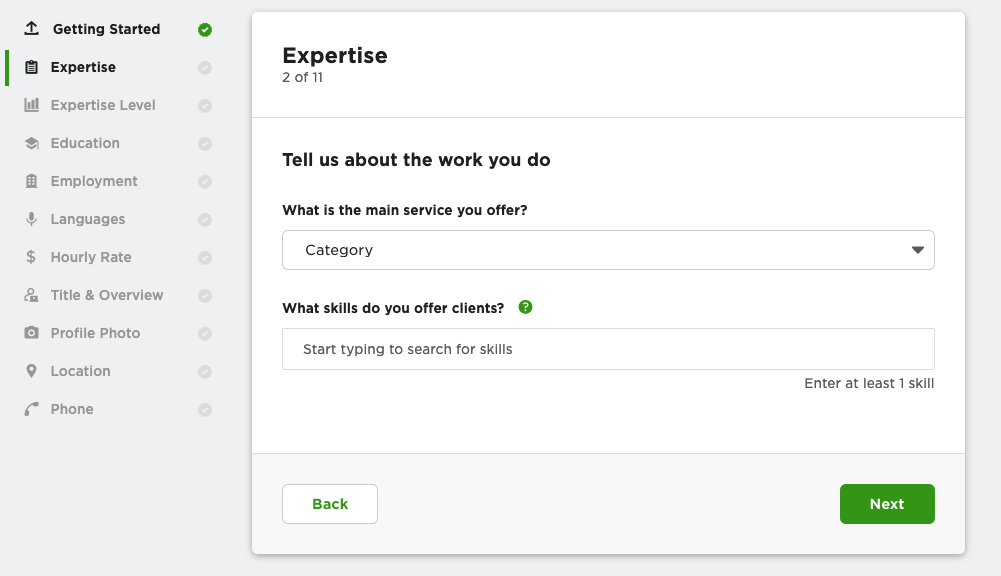 Getting Started
Expertise
Expertise Level
Education
Employment
Languages
$ Hourly Rate
Title & Overview
Profile Photo
Location
Phone
Expertise
2 of 11
Tell us about the work you do
What is the main service you offer?
Category
What skills do you offer clients? ?
Start typing to search for skills
Enter at least 1 skill
Back
Next